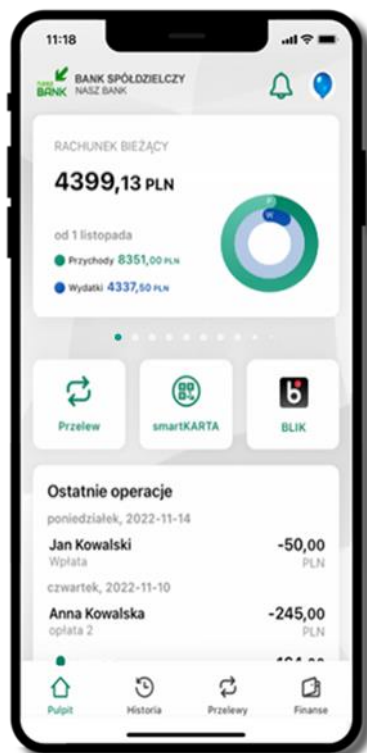 11:18
NASZ BANK
BANK SPÓŁDZIELCZY
NASZ BANK
RACHUNEK BIEŻĄCY
4399,13 PLN
od 1 listopada
Przychody 8351,00 PLN
Wydatki 4337,50 PLN
P
W
Przelew
smartKARTA
BLIK
Ostatnie operacje
poniedziałek, 2022-11-14
Jan Kowalski -50,00
Wpłata PLN
czwartek, 2022-11-10
Anna Kowalska -245,00
opłata 2 PLN
Pulpit Historia Przelewy Finanse